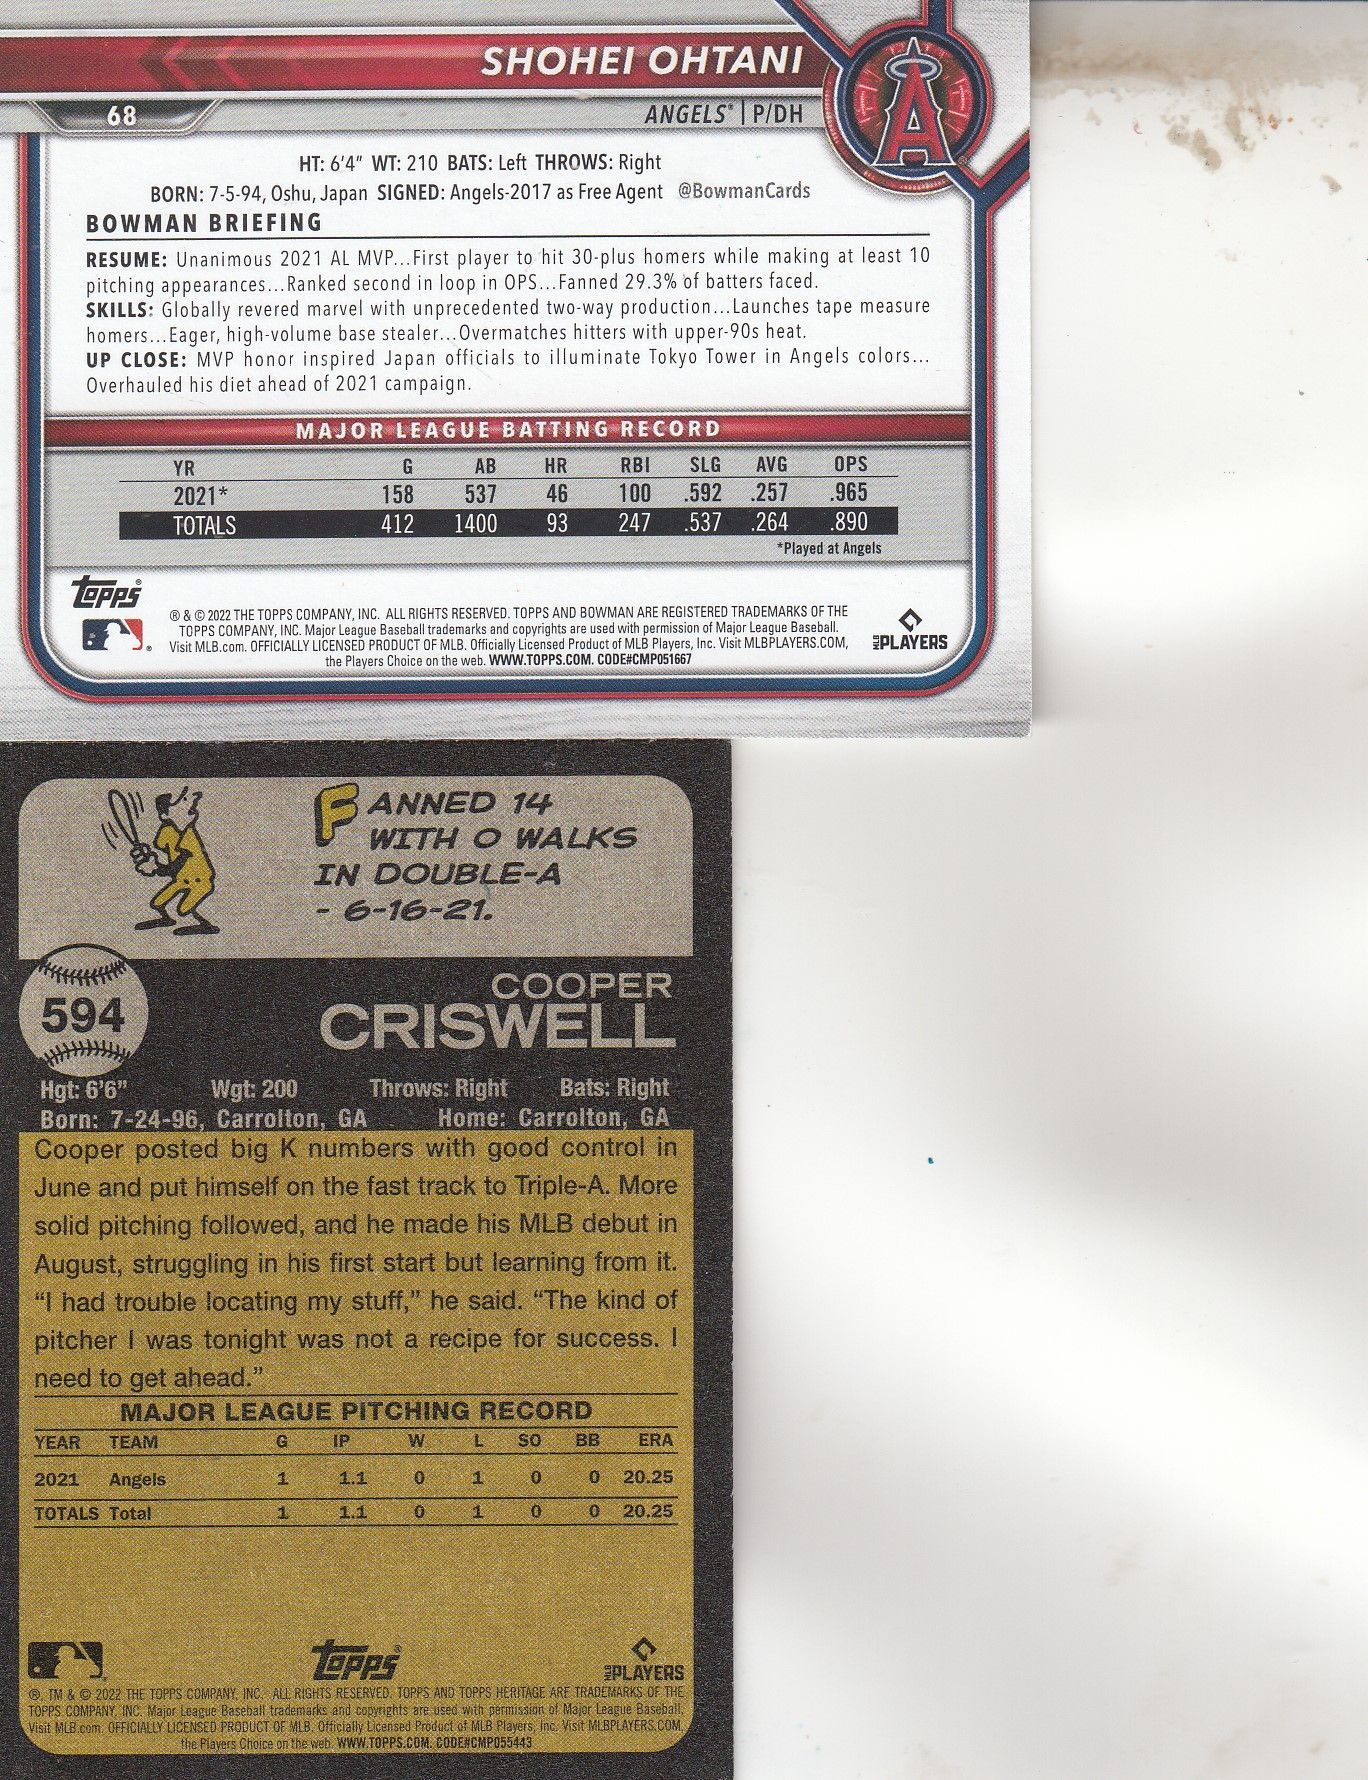 SHOHEI OHTANI
68
ANGELS® | P/DH
A
HT: 6'4" WT: 210 BATS: Left THROWS: Right
BORN: 7-5-94, Oshu, Japan SIGNED: Angels-2017 as Free Agent @BowmanCards
BOWMAN BRIEFING
RESUME: Unanimous 2021 AL MVP...First player to hit 30-plus homers while making at least 10
pitching appearances...Ranked second in loop in OPS...Fanned 29.3% of batters faced.
SKILLS: Globally revered marvel with unprecedented two-way production...Launches tape measure
homers...Eager, high-volume base stealer...Overmatches hitters with upper-90s heat.
UP CLOSE: MVP honor inspired Japan officials to illuminate Tokyo Tower in Angels colors...
Overhauled his diet ahead of 2021 campaign.
MAJOR LEAGUE BATTING RECORD
YR G AB HR RBI SLG AVG OPS
2021* 158 537 46 100 .592 .257 .965
TOTALS 412 1400 93 247 .537 .264 .890
*Played at Angels
Topps®
® & © 2022 THE TOPPS COMPANY, INC. ALL RIGHTS RESERVED. TOPPS AND BOWMAN ARE REGISTERED TRADEMARKS OF THE
TOPPS COMPANY, INC. Major League Baseball trademarks and copyrights are used with permission of Major League Baseball.
Visit MLB.com. OFFICIALLY LICENSED PRODUCT OF MLB. Officially Licensed Product of MLB Players, Inc. Visit MLBPLAYERS.COM,
the Players Choice on the web. WWW.TOPPS.COM. CODE#CMP051667
MLB PLAYERS
FANNED 14
WITH 0 WALKS
IN DOUBLE-A
- 6-16-21.
594
COOPER
CRISWELL
Hgt: 6'6" Wgt: 200 Throws: Right Bats: Right
Born: 7-24-96, Carrolton, GA Home: Carrolton, GA
Cooper posted big K numbers with good control in
June and put himself on the fast track to Triple-A. More
solid pitching followed, and he made his MLB debut in
August, struggling in his first start but learning from it.
“I had trouble locating my stuff,” he said. “The kind of
pitcher I was tonight was not a recipe for success. I
need to get ahead.”
MAJOR LEAGUE PITCHING RECORD
YEAR TEAM G IP W L SO BB ERA
2021 Angels 1 1.1 0 1 0 0 20.25
TOTALS Total 1 1.1 0 1 0 0 20.25
Topps®
MLB PLAYERS
®, TM & © 2022 THE TOPPS COMPANY, INC. ALL RIGHTS RESERVED. TOPPS AND TOPPS HERITAGE ARE TRADEMARKS OF THE
TOPPS COMPANY, INC. Major League Baseball trademarks and copyrights are used with permission of Major League Baseball.
Visit MLB.com. OFFICIALLY LICENSED PRODUCT OF MLB. Officially Licensed Product of MLB Players, Inc. Visit MLBPLAYERS.COM,
the Players Choice on the web. WWW.TOPPS.COM. CODE#CMP055443